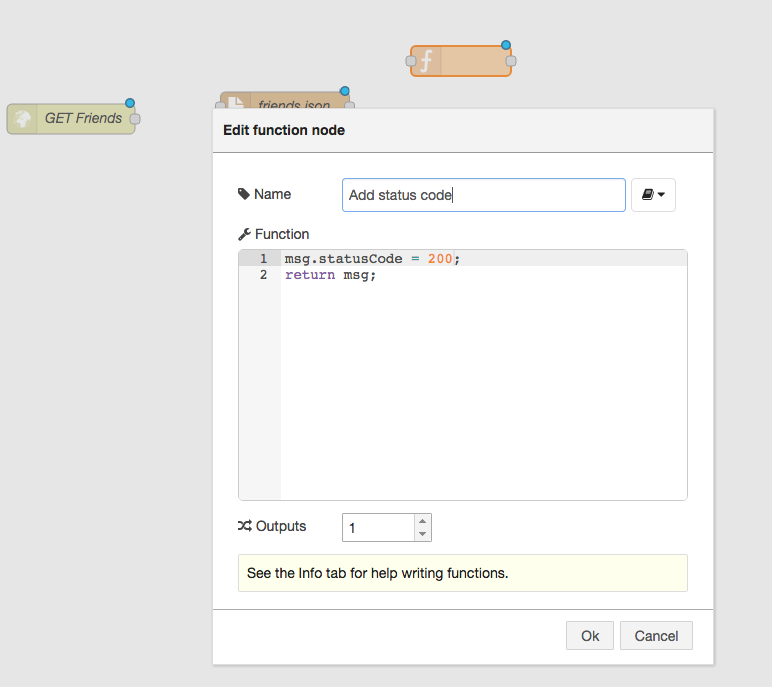 GET Friends
friends.json
Edit function node
Name
Add status code
Function
1 msg.statusCode = 200;
2 return msg;
Outputs
1
See the Info tab for help writing functions.
Ok
Cancel